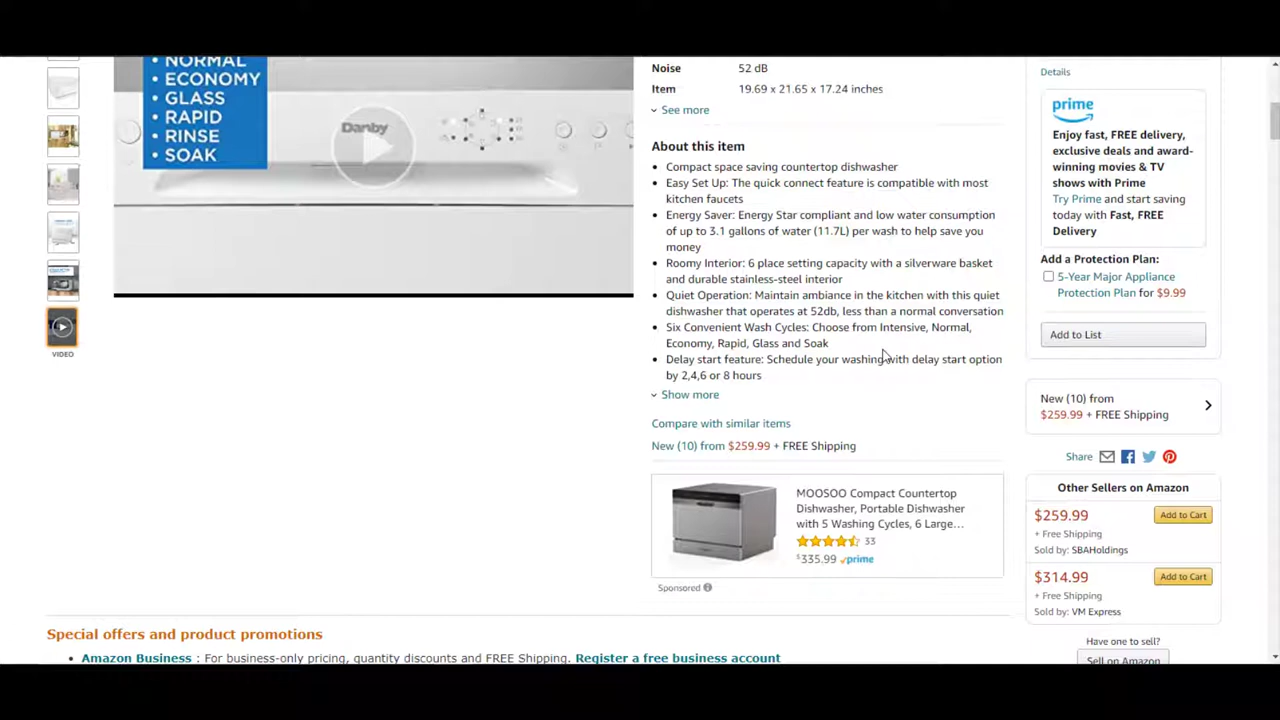 • NORMAL
• ECONOMY
• GLASS
• RAPID
• RINSE
• SOAK
Danby
VIDEO
Noise 52 dB
Item 19.69 x 21.65 x 17.24 inches
See more
About this item
• Compact space saving countertop dishwasher
• Easy Set Up: The quick connect feature is compatible with most
kitchen faucets
• Energy Saver: Energy Star compliant and low water consumption
of up to 3.1 gallons of water (11.7L) per wash to help save you
money
• Roomy Interior: 6 place setting capacity with a silverware basket
and durable stainless-steel interior
• Quiet Operation: Maintain ambiance in the kitchen with this quiet
dishwasher that operates at 52db, less than a normal conversation
• Six Convenient Wash Cycles: Choose from Intensive, Normal,
Economy, Rapid, Glass and Soak
• Delay start feature: Schedule your washing with delay start option
by 2,4,6 or 8 hours
Show more
Compare with similar items
New (10) from $259.99 + FREE Shipping
MOOSOO Compact Countertop
Dishwasher, Portable Dishwasher
with 5 Washing Cycles, 6 Large...
33
$335.99 prime
Sponsored
Details
prime
Enjoy fast, FREE delivery,
exclusive deals and award-
winning movies & TV
shows with Prime
Try Prime and start saving
today with Fast, FREE
Delivery
Add a Protection Plan:
5-Year Major Appliance
Protection Plan for $9.99
Add to List
New (10) from
$259.99 + FREE Shipping
Share
Other Sellers on Amazon
$259.99 Add to Cart
+ Free Shipping
Sold by: SBAHoldings
$314.99 Add to Cart
+ Free Shipping
Sold by: VM Express
Have one to sell?
Sell on Amazon
Special offers and product promotions
• Amazon Business : For business-only pricing, quantity discounts and FREE Shipping. Register a free business account